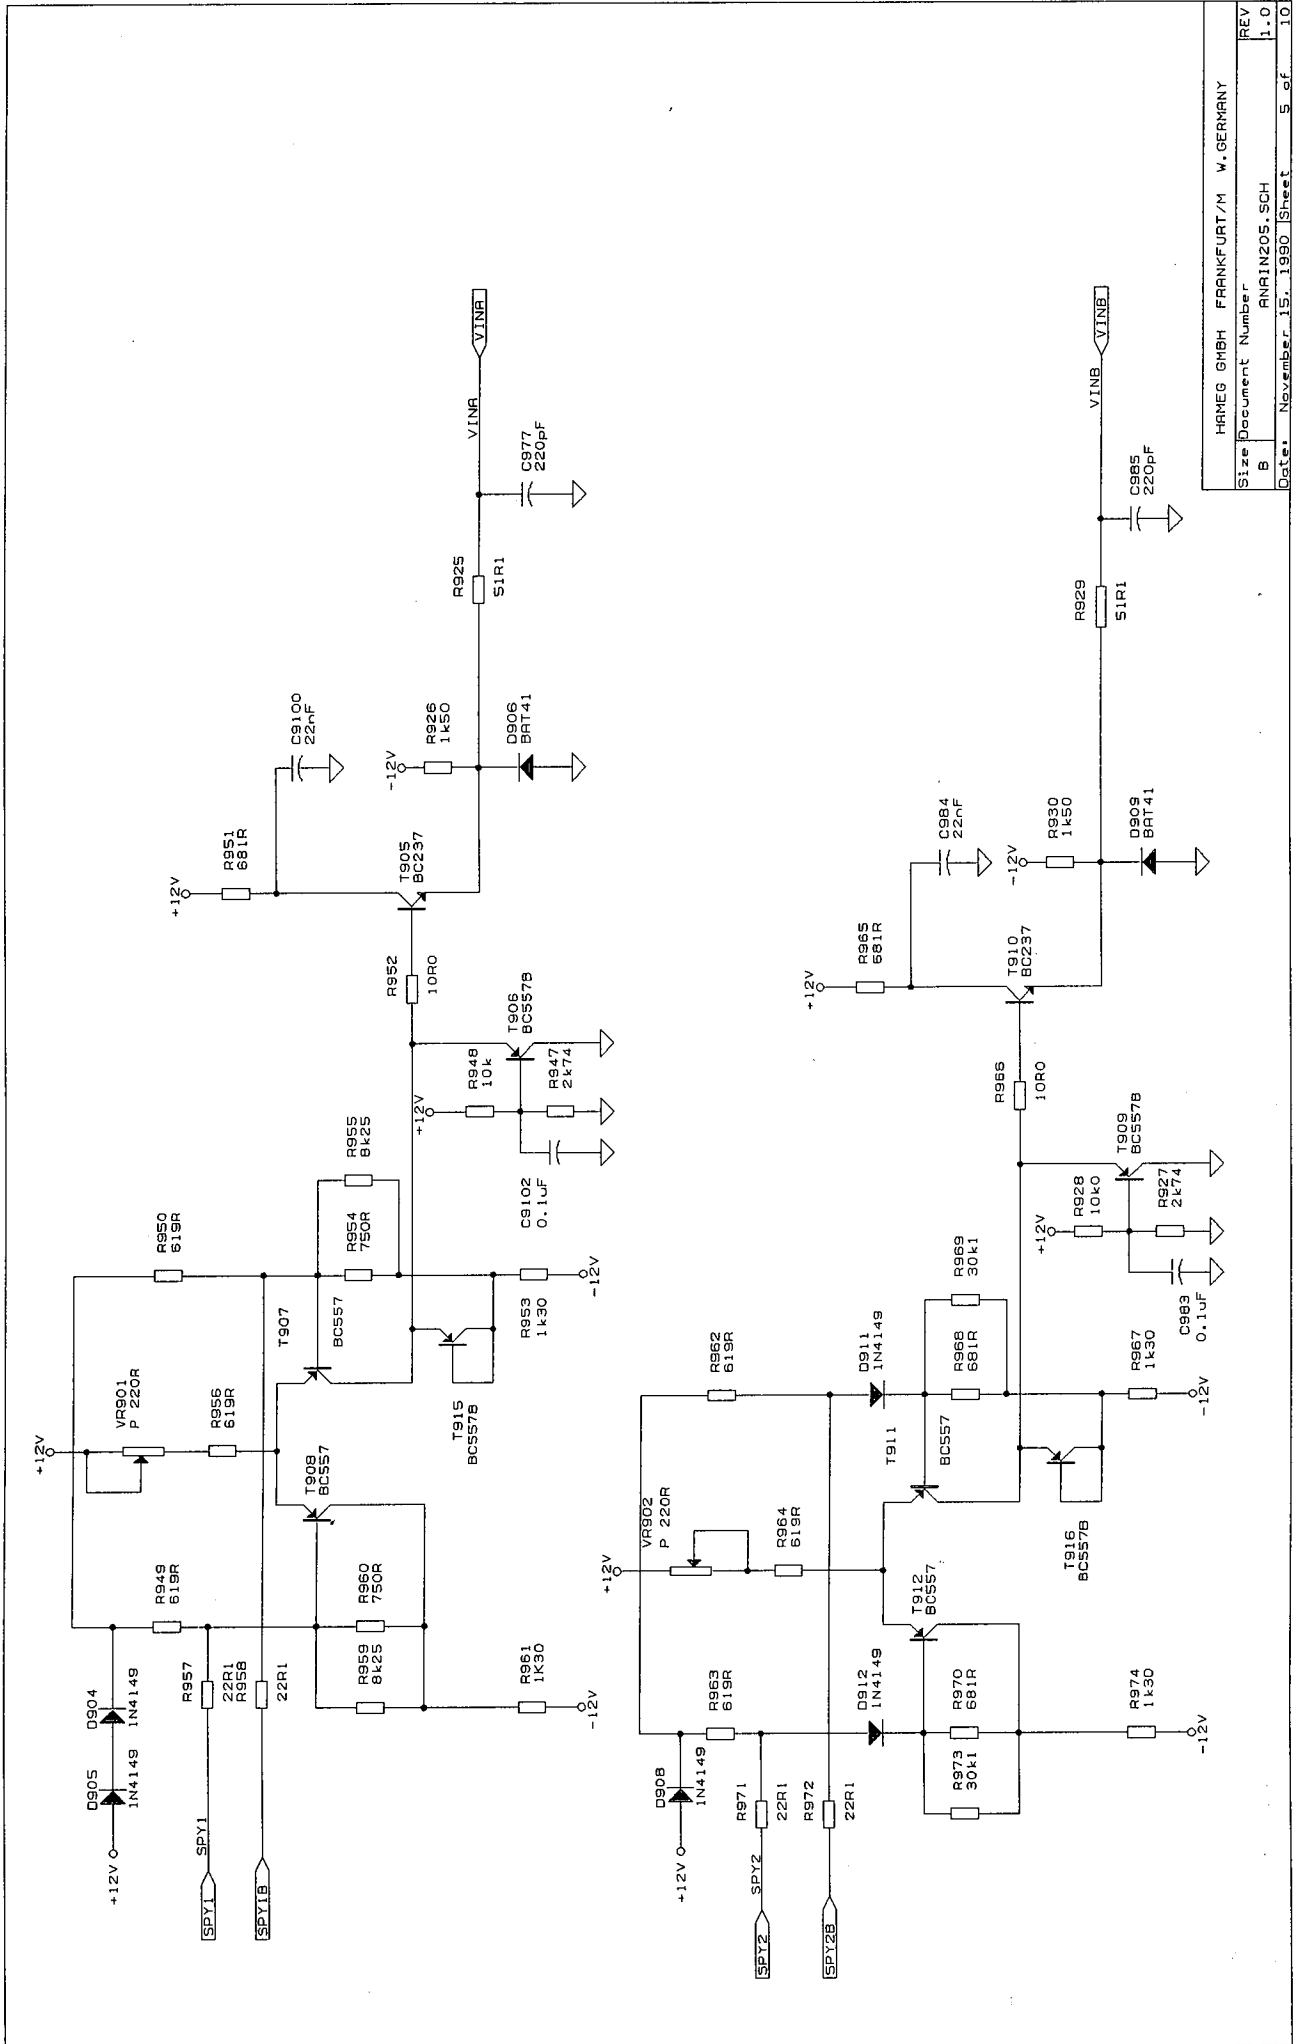 +12V
VR901
P 220R
R956
619R
R950
619R
D905
1N4149
D904
1N4149
+12V
R949
619R
SPY1
SPY1
R957
22R1
R958
22R1
SPY1B
T908
BC557
T907
BC557
R959
8k25
R960
750R
R961
1K30
-12V
R954
750R
R955
8k25
T915
BC557B
R953
1k30
-12V
+12V
R948
10k
R947
2k74
C9102
0.1uF
T906
BC557B
R952
10R0
+12V
R951
681R
C9100
22nF
T905
BC237
-12V
R926
1k50
D906
BAT41
R925
51R1
VINA
VINA
C977
220pF
+12V
VR902
P 220R
R964
619R
R962
619R
D908
1N4149
+12V
R963
619R
SPY2
SPY2
R971
22R1
R972
22R1
SPY2B
D912
1N4149
D911
1N4149
T912
BC557
T911
BC557
R973
30k1
R970
681R
R974
1k30
-12V
R968
681R
R969
30k1
T916
BC557B
R967
1k30
-12V
+12V
R928
10k0
R927
2k74
C983
0.1uF
T909
BC557B
R966
10R0
+12V
R965
681R
C984
22nF
T910
BC237
-12V
R930
1k50
D909
BAT41
R929
51R1
VINB
VINB
C985
220pF
HAMEG GMBH FRANKFURT/M W.GERMANY
Size Document Number REV
B ANAIN205.SCH 1.0
Date: November 15, 1990 Sheet 5 of 10